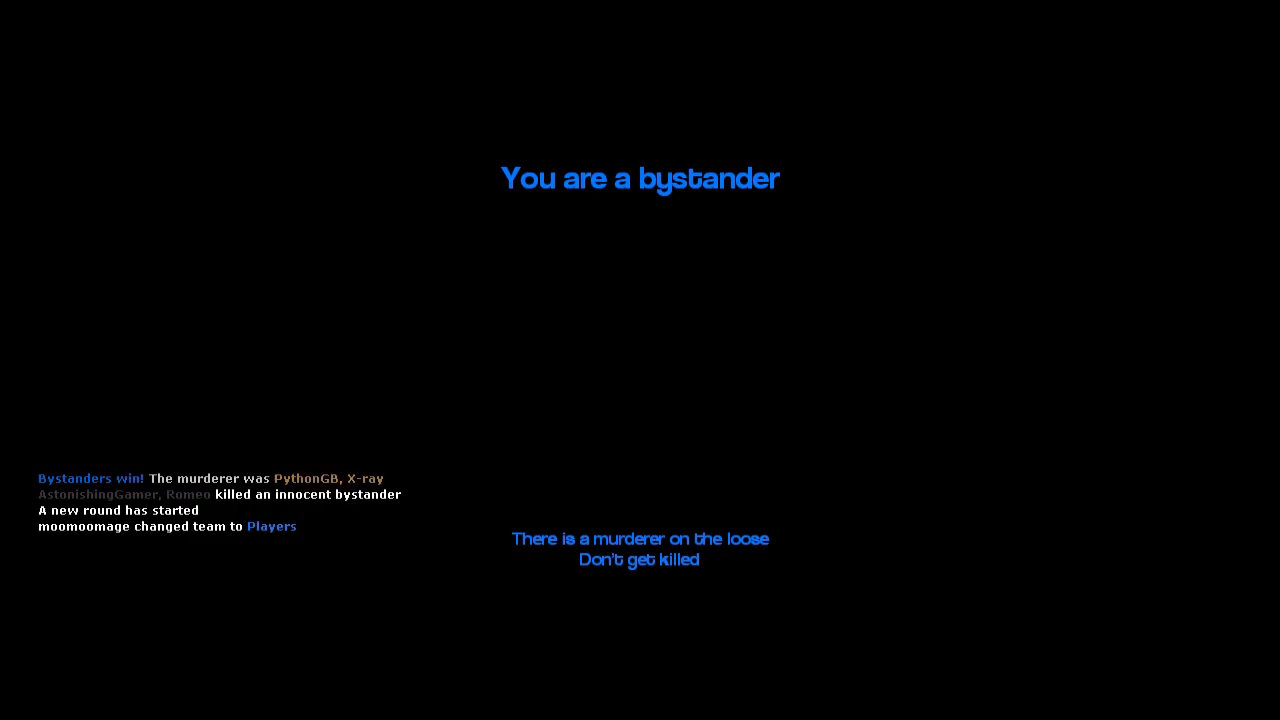 You are a bystander
Bystanders win! The murderer was PythonGB, X-ray
AstonishingGamer, Romeo killed an innocent bystander
A new round has started
moomoomage changed team to Players
There is a murderer on the loose
Don't get killed